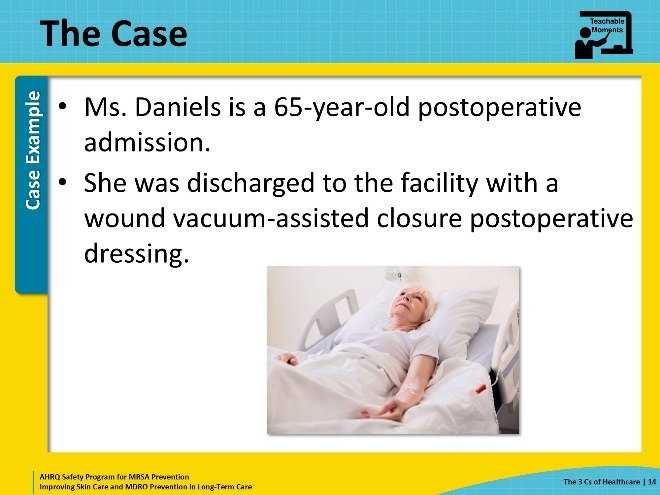 The Case
Teachable
Moments
Case Example
• Ms. Daniels is a 65-year-old postoperative
admission.
• She was discharged to the facility with a
wound vacuum-assisted closure postoperative
dressing.
AHRQ Safety Program for MRSA Prevention
Improving Skin Care and MDRO Prevention in Long-Term Care
The 3 Cs of Healthcare | 14